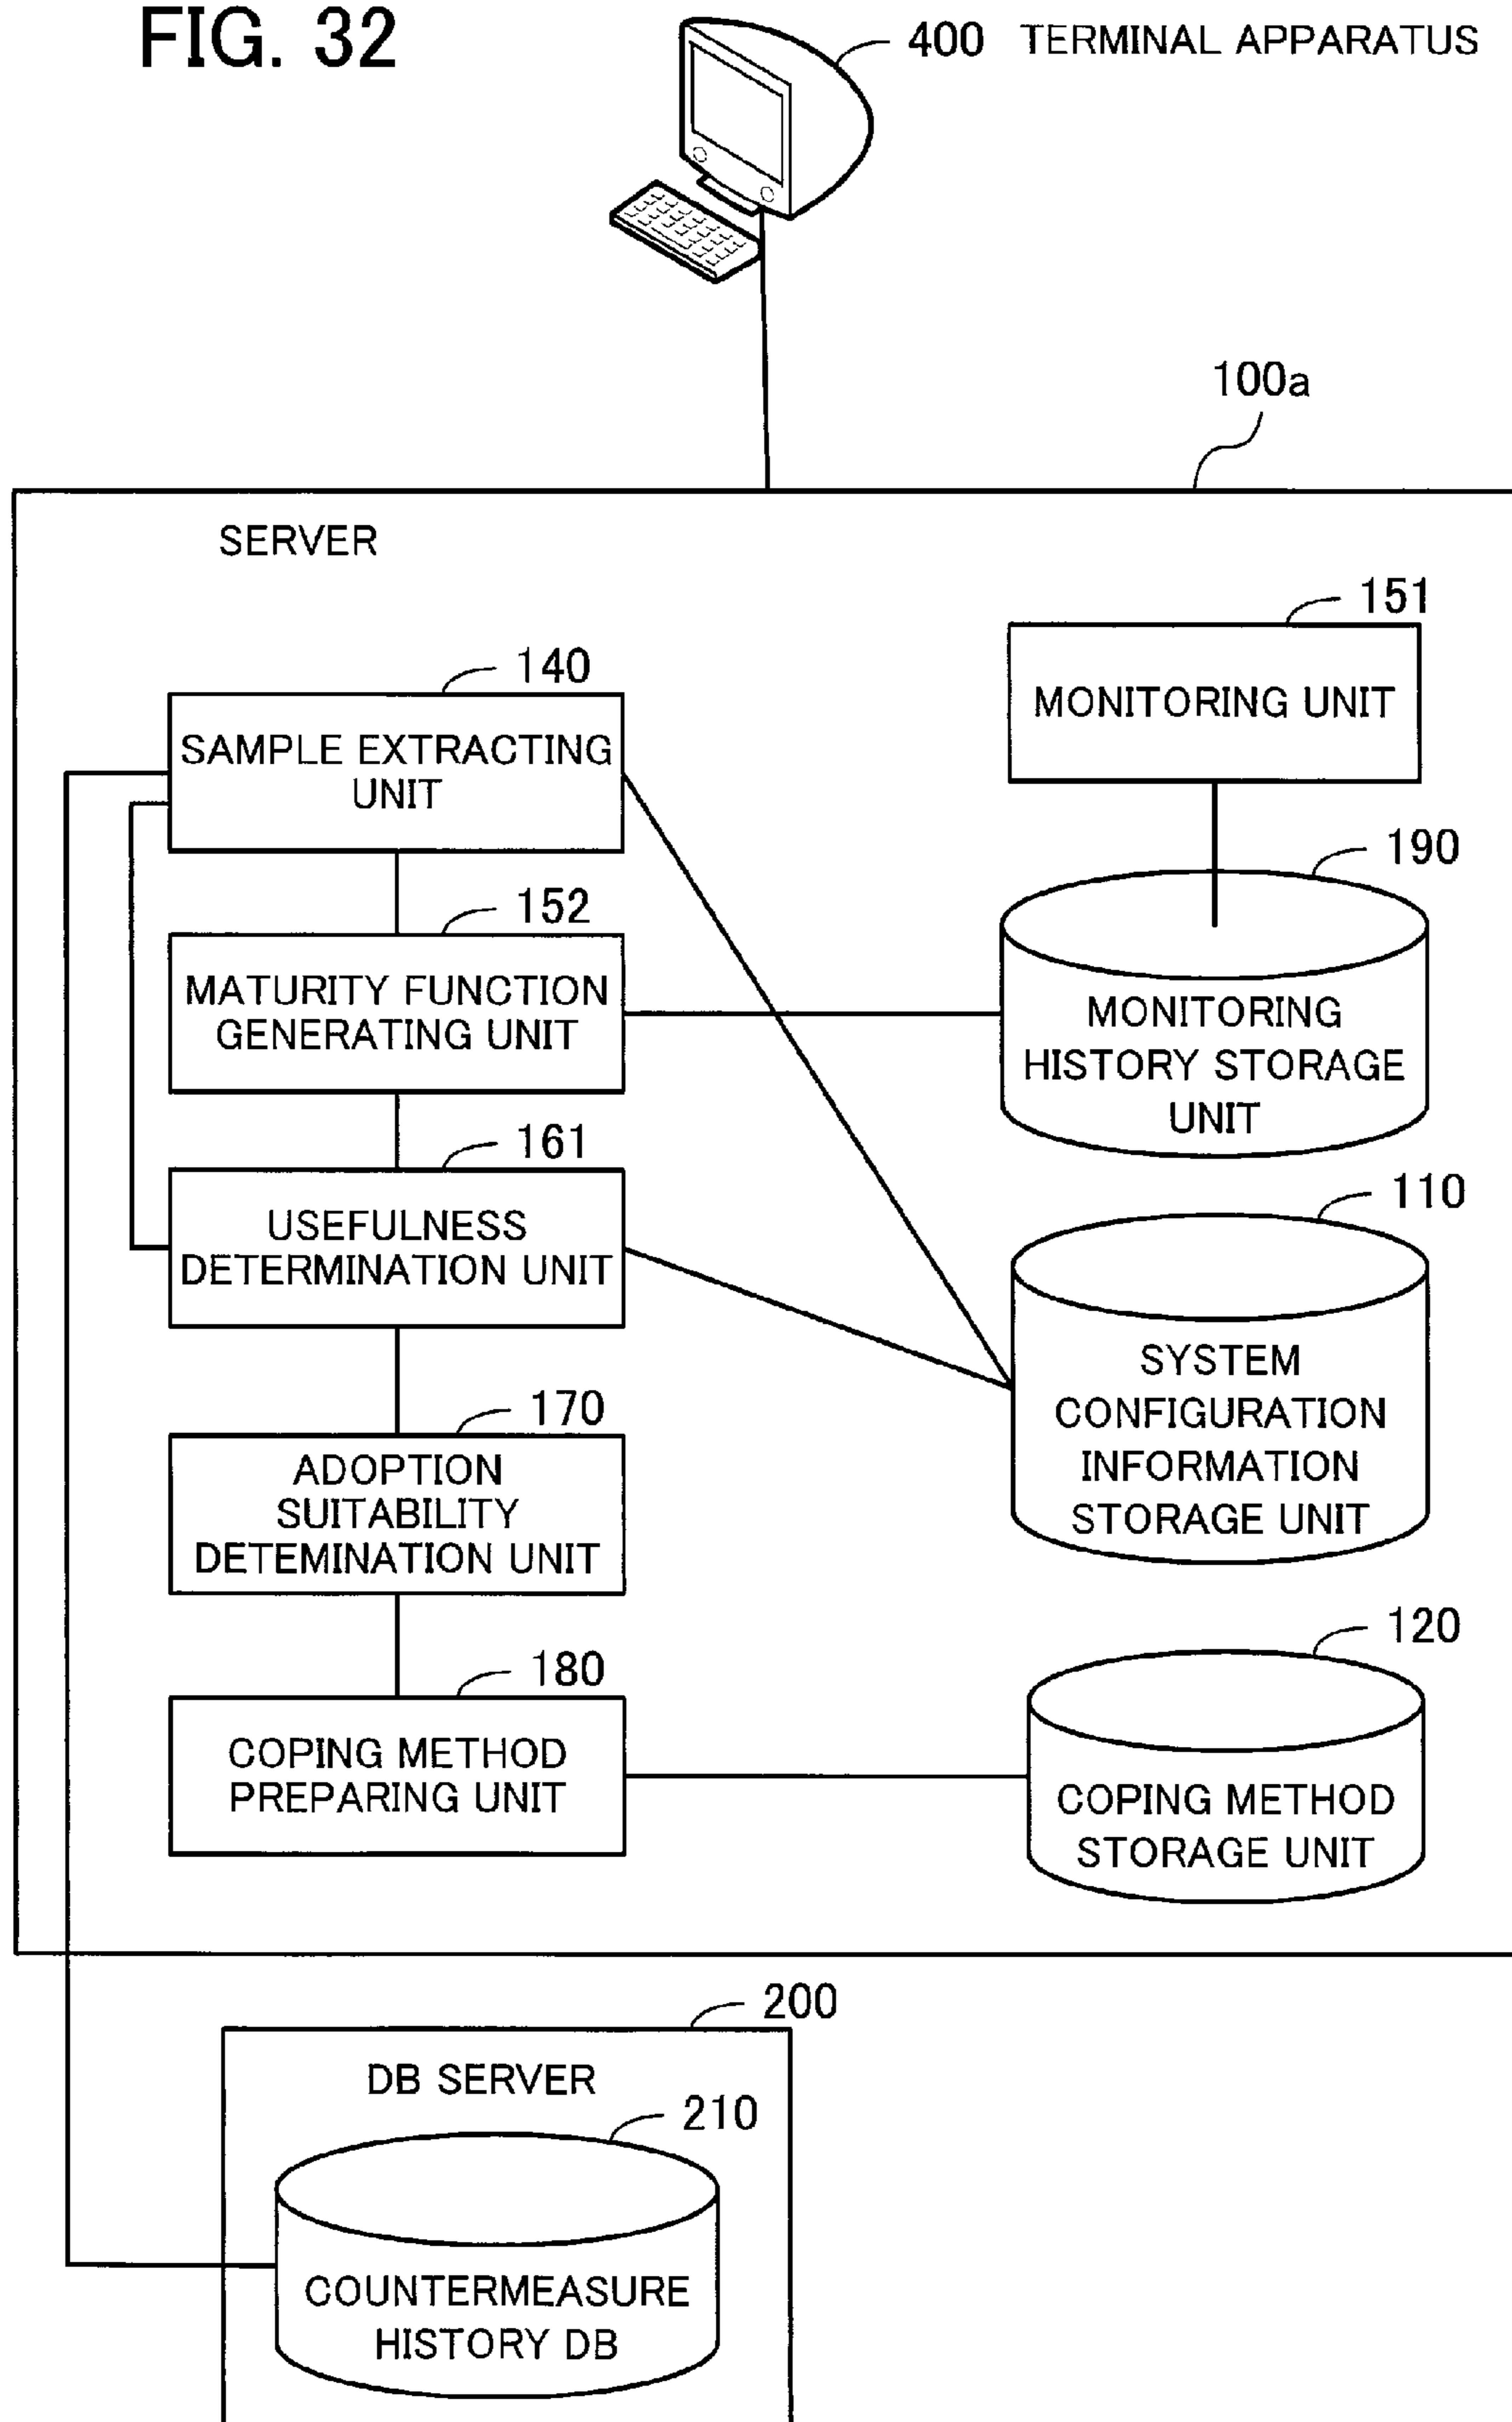 FIG. 32
400 TERMINAL APPARATUS
100a
SERVER
151
MONITORING UNIT
140
SAMPLE EXTRACTING
UNIT
190
MONITORING
HISTORY STORAGE
UNIT
152
MATURITY FUNCTION
GENERATING UNIT
161
USEFULNESS
DETERMINATION UNIT
110
SYSTEM
CONFIGURATION
INFORMATION
STORAGE UNIT
170
ADOPTION
SUITABILITY
DETEMINATION UNIT
180
COPING METHOD
PREPARING UNIT
120
COPING METHOD
STORAGE UNIT
200
DB SERVER
210
COUNTERMEASURE
HISTORY DB